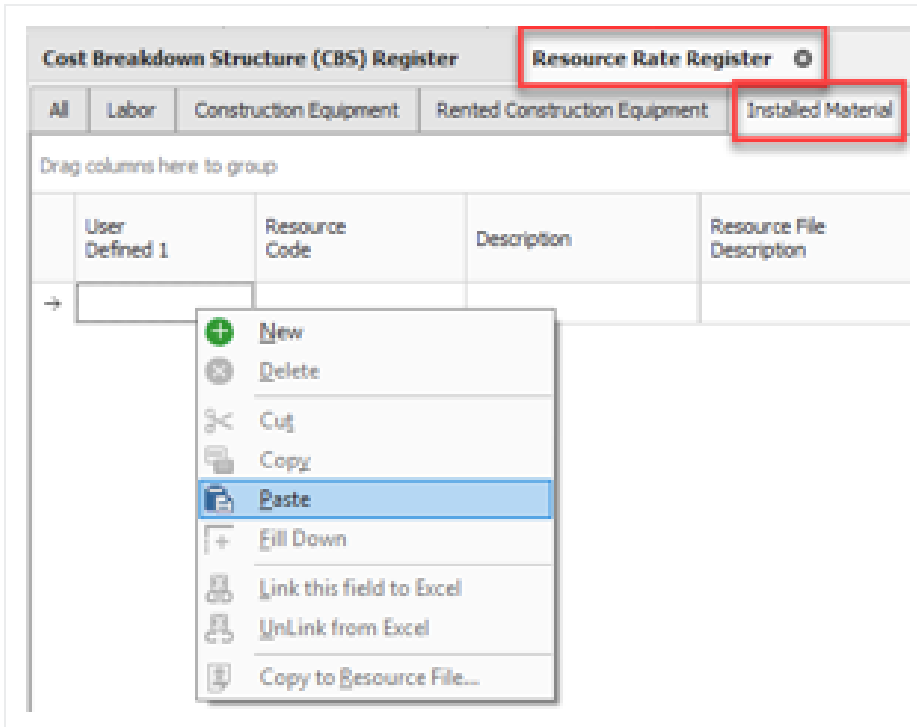 Cost Breakdown Structure (CBS) Register Resource Rate Register
All Labor Construction Equipment Rented Construction Equipment Installed Material
Drag columns here to group
User Defined 1
Resource Code
Description
Resource File Description
New
Delete
Cut
Copy
Paste
Fill Down
Link this field to Excel
UnLink from Excel
Copy to Resource File...